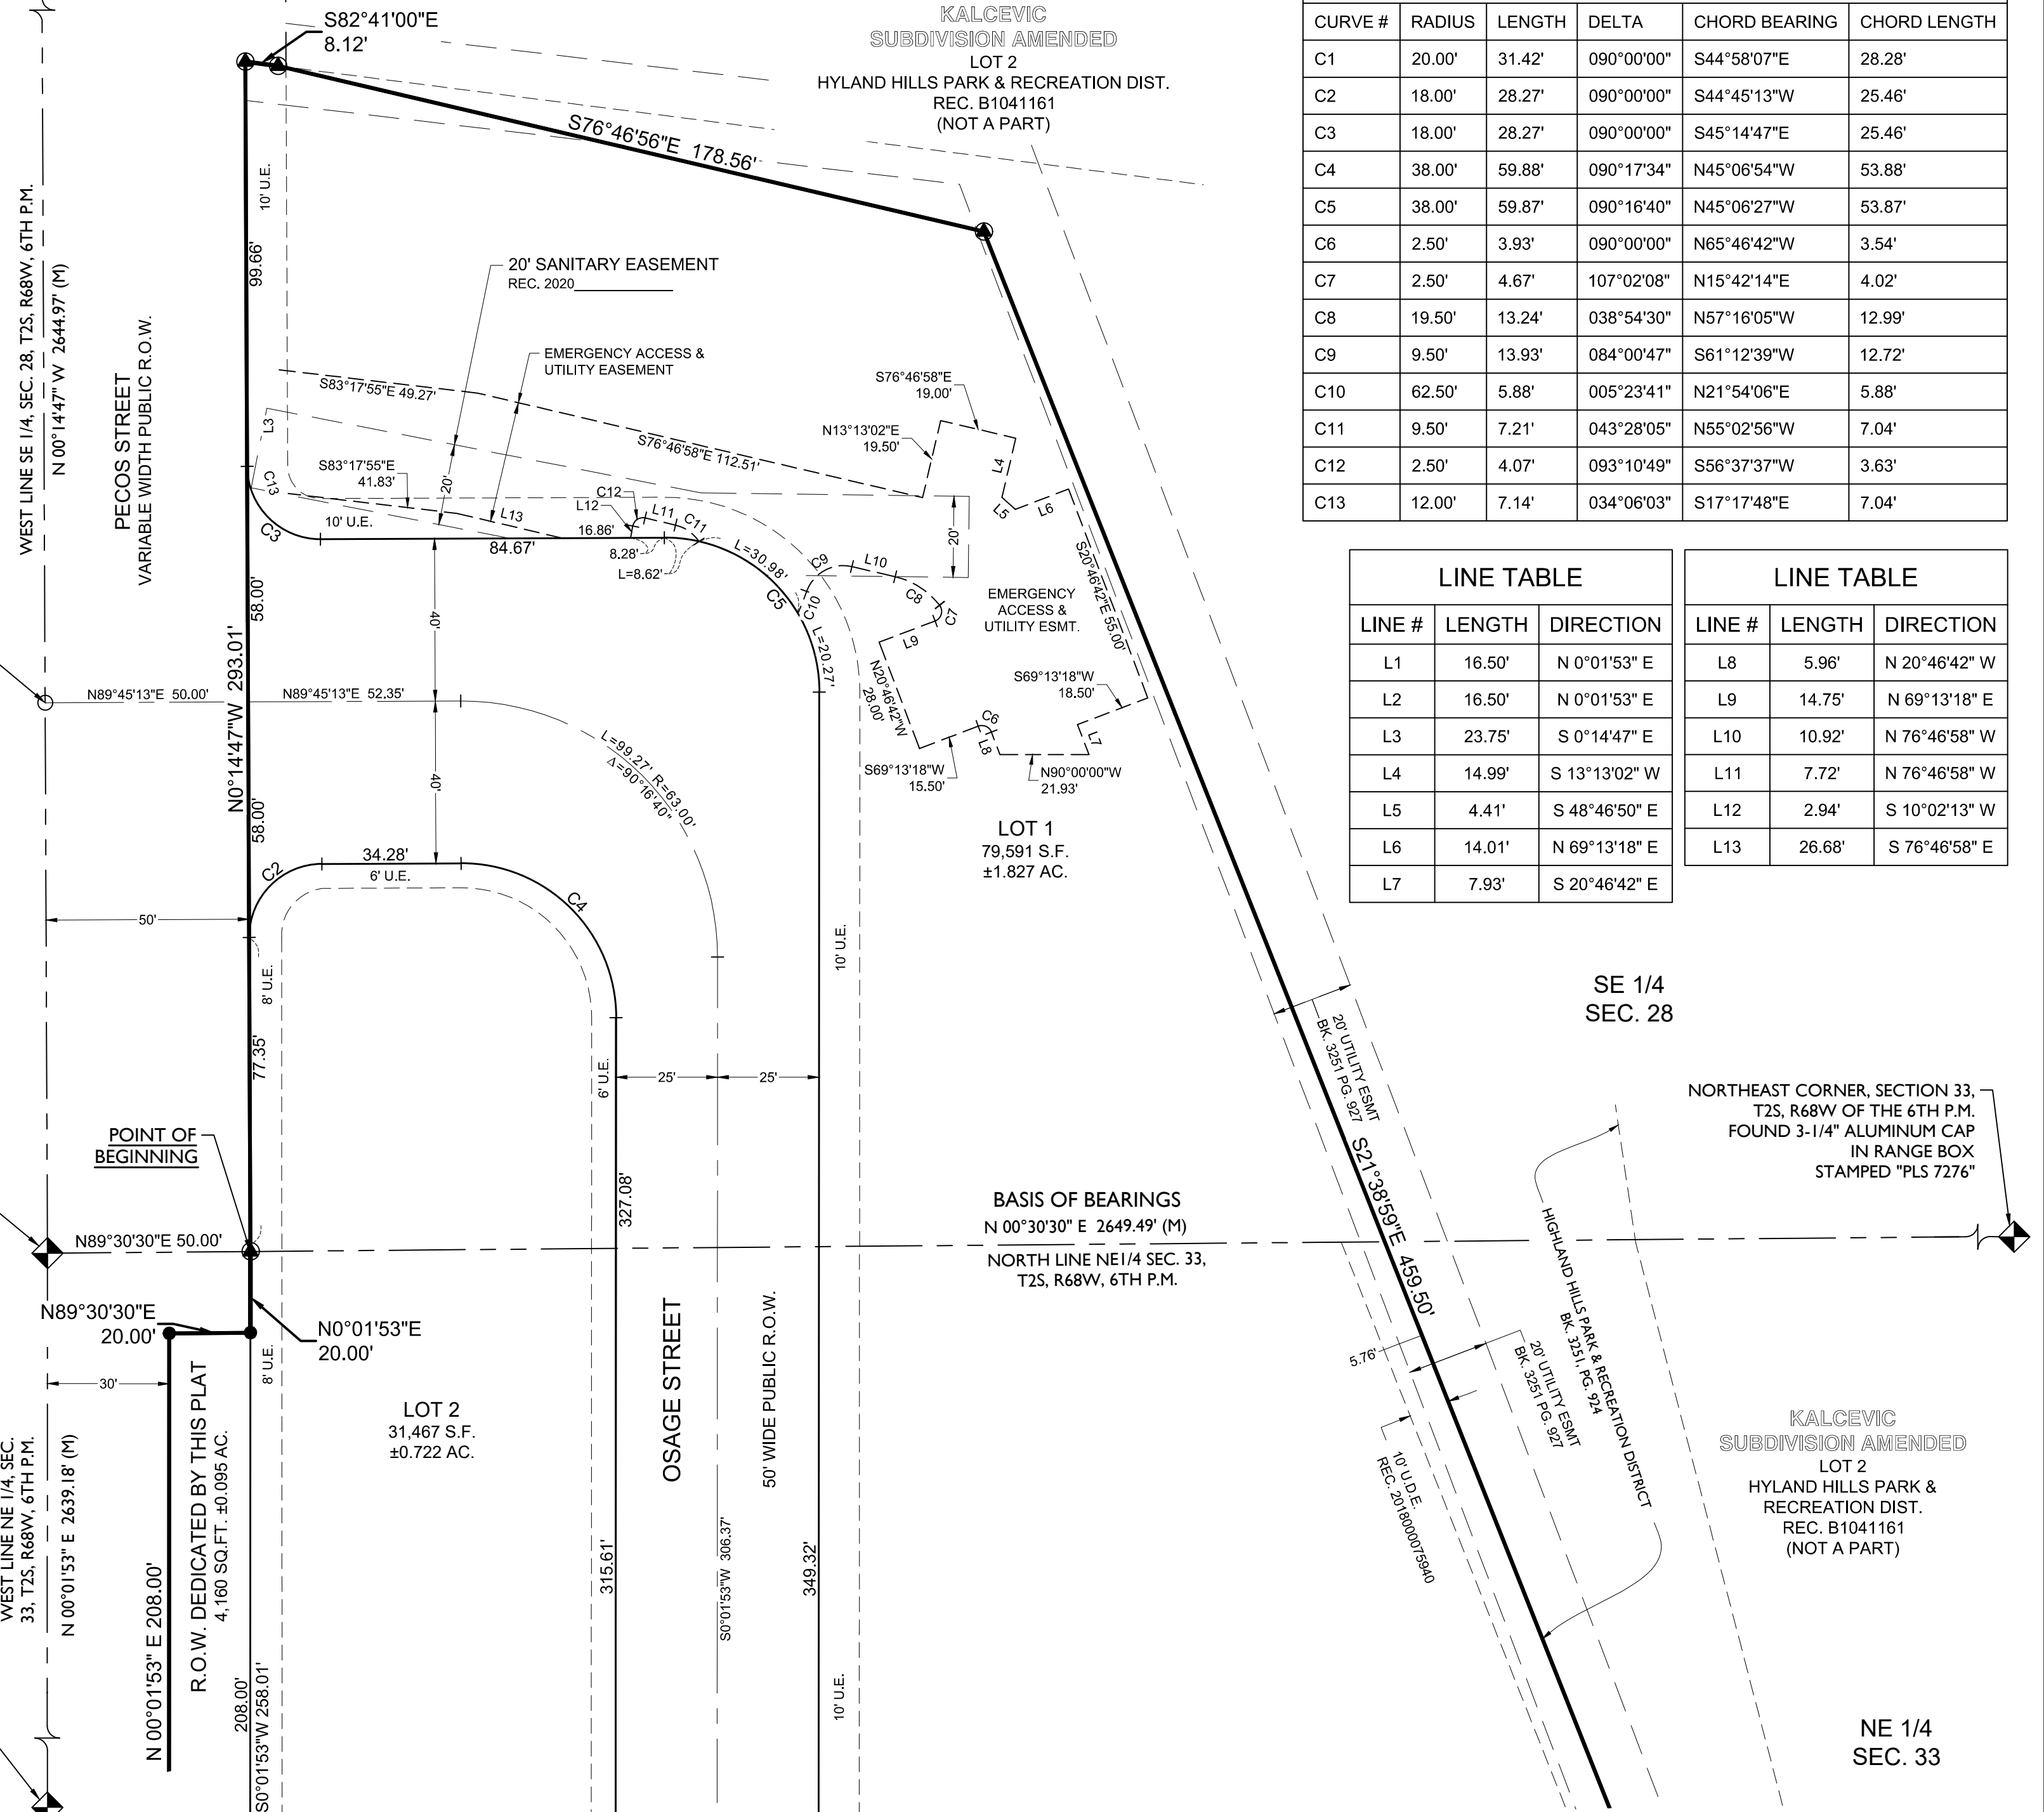 S82°41'00"E
8.12'
KALCEVIC
SUBDIVISION AMENDED
LOT 2
HYLAND HILLS PARK & RECREATION DIST.
REC. B1041161
(NOT A PART)
S76°46'56"E 178.56'
WEST LINE SE 1/4, SEC. 28, T2S, R68W, 6TH P.M.
N 00°14'47" W 2644.97' (M)
PECOS STREET
VARIABLE WIDTH PUBLIC R.O.W.
10' U.E.
99.66'
20' SANITARY EASEMENT
REC. 2020
EMERGENCY ACCESS &
UTILITY EASEMENT
S83°17'55"E 49.27'
S76°46'58"E 112.51'
S76°46'58"E
19.00'
N13°13'02"E
19.50'
L3
L4
L5
L6
S83°17'55"E
41.83'
20'
C13
C3
10' U.E.
L13
C12
L12
L11
C11
16.86'
84.67'
8.28'
L=8.62'
L=30.98'
C5
C9
C10
L10
C8
C7
L9
20'
L=20.27'
EMERGENCY
ACCESS &
UTILITY ESMT.
S20°46'42"E 55.00'
N20°46'42"W
28.00'
S69°13'18"W
18.50'
C6
L8
L7
S69°13'18"W
15.50'
N90°00'00"W
21.93'
58.00'
N0°14'47"W 293.01'
58.00'
40'
40'
N89°45'13"E 50.00'
N89°45'13"E 52.35'
L=99.27' R=63.00'
Δ=90°16'40"
LOT 1
79,591 S.F.
±1.827 AC.
34.28'
6' U.E.
C2
C4
50'
8' U.E.
77.35'
10' U.E.
6' U.E.
25'
25'
POINT OF
BEGINNING
327.08'
N89°30'30"E 50.00'
N89°30'30"E
20.00'
N0°01'53"E
20.00'
BASIS OF BEARINGS
N 00°30'30" E 2649.49' (M)
NORTH LINE NE1/4 SEC. 33,
T2S, R68W, 6TH P.M.
20' UTILITY ESMT
BK. 3251 PG. 927
S21°38'59"E 459.50'
SE 1/4
SEC. 28
NORTHEAST CORNER, SECTION 33,
T2S, R68W OF THE 6TH P.M.
FOUND 3-1/4" ALUMINUM CAP
IN RANGE BOX
STAMPED "PLS 7276"
HIGHLAND HILLS PARK & RECREATION DISTRICT
BK. 3251, PG. 924
20' UTILITY ESMT
BK. 3251 PG. 927
5.76'
10' U.D.E.
REC. 2018000075940
30'
8' U.E.
WEST LINE NE 1/4, SEC.
33, T2S, R68W, 6TH P.M.
N 00°01'53" E 2639.18' (M)
N 00°01'53" E 208.00'
R.O.W. DEDICATED BY THIS PLAT
4,160 SQ.FT. ±0.095 AC.
208.00'
S0°01'53"W 258.01'
LOT 2
31,467 S.F.
±0.722 AC.
OSAGE STREET
50' WIDE PUBLIC R.O.W.
315.61'
S0°01'53"W 306.37'
349.32'
10' U.E.
KALCEVIC
SUBDIVISION AMENDED
LOT 2
HYLAND HILLS PARK &
RECREATION DIST.
REC. B1041161
(NOT A PART)
NE 1/4
SEC. 33
CURVE # RADIUS LENGTH DELTA CHORD BEARING CHORD LENGTH
C1 20.00' 31.42' 090°00'00" S44°58'07"E 28.28'
C2 18.00' 28.27' 090°00'00" S44°45'13"W 25.46'
C3 18.00' 28.27' 090°00'00" S45°14'47"E 25.46'
C4 38.00' 59.88' 090°17'34" N45°06'54"W 53.88'
C5 38.00' 59.87' 090°16'40" N45°06'27"W 53.87'
C6 2.50' 3.93' 090°00'00" N65°46'42"W 3.54'
C7 2.50' 4.67' 107°02'08" N15°42'14"E 4.02'
C8 19.50' 13.24' 038°54'30" N57°16'05"W 12.99'
C9 9.50' 13.93' 084°00'47" S61°12'39"W 12.72'
C10 62.50' 5.88' 005°23'41" N21°54'06"E 5.88'
C11 9.50' 7.21' 043°28'05" N55°02'56"W 7.04'
C12 2.50' 4.07' 093°10'49" S56°37'37"W 3.63'
C13 12.00' 7.14' 034°06'03" S17°17'48"E 7.04'
LINE TABLE
LINE # LENGTH DIRECTION
L1 16.50' N 0°01'53" E
L2 16.50' N 0°01'53" E
L3 23.75' S 0°14'47" E
L4 14.99' S 13°13'02" W
L5 4.41' S 48°46'50" E
L6 14.01' N 69°13'18" E
L7 7.93' S 20°46'42" E
LINE TABLE
LINE # LENGTH DIRECTION
L8 5.96' N 20°46'42" W
L9 14.75' N 69°13'18" E
L10 10.92' N 76°46'58" W
L11 7.72' N 76°46'58" W
L12 2.94' S 10°02'13" W
L13 26.68' S 76°46'58" E